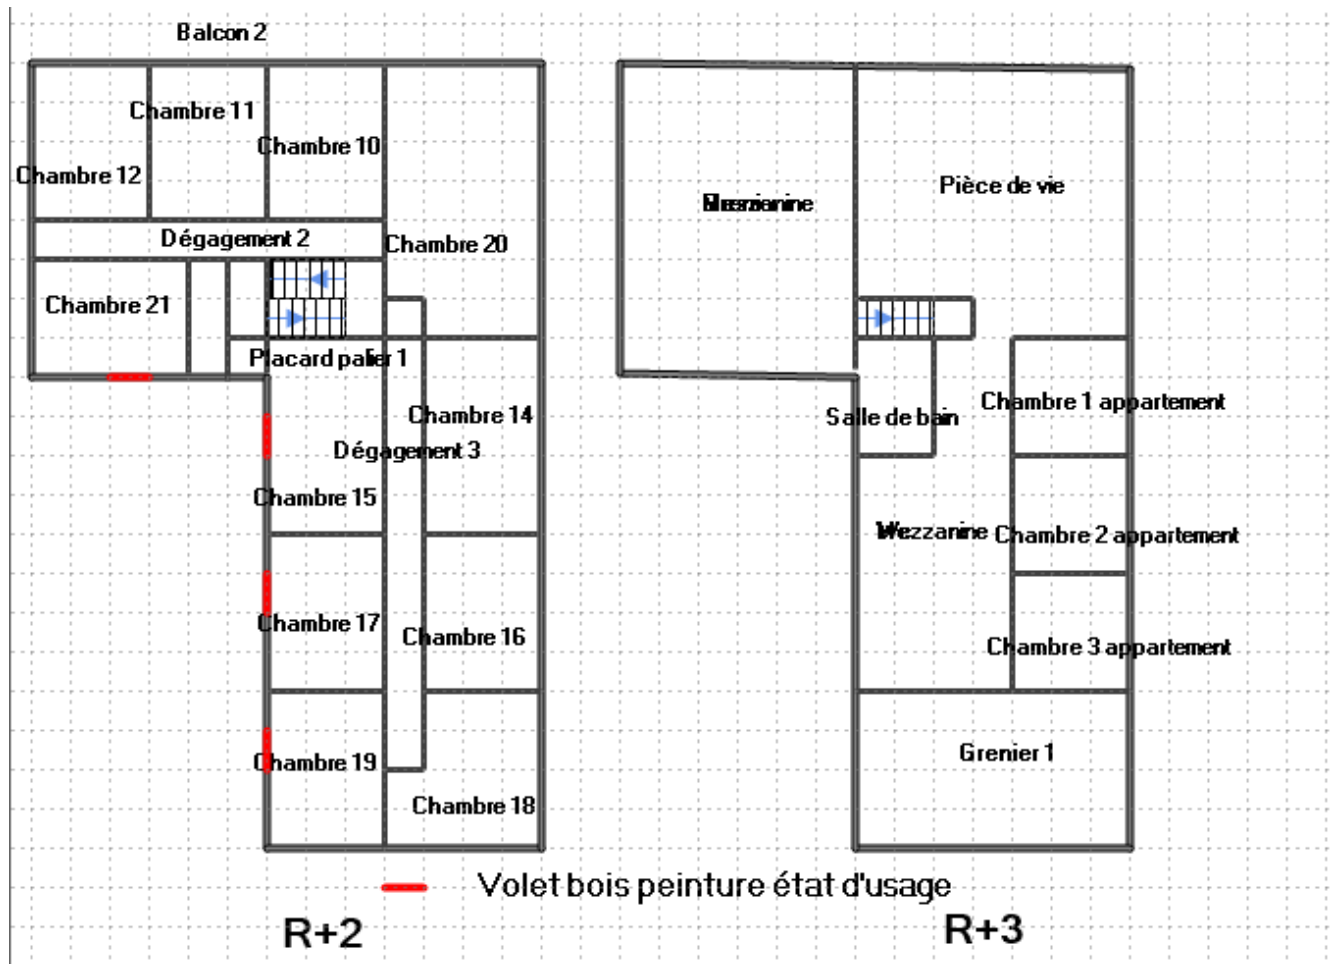 Balcon 2
Chambre 11
Chambre 10
Chambre 12
Pièce de vie
Dégagement 2
Chambre 20
Chambre 21
Placard palier 1
Chambre 14
Chambre 1 appartement
Salle de bain
Dégagement 3
Chambre 15
Chambre 2 appartement
Chambre 17
Chambre 16
Chambre 3 appartement
Chambre 19
Grenier 1
Chambre 18
Volet bois peinture état d'usage
R+2
R+3